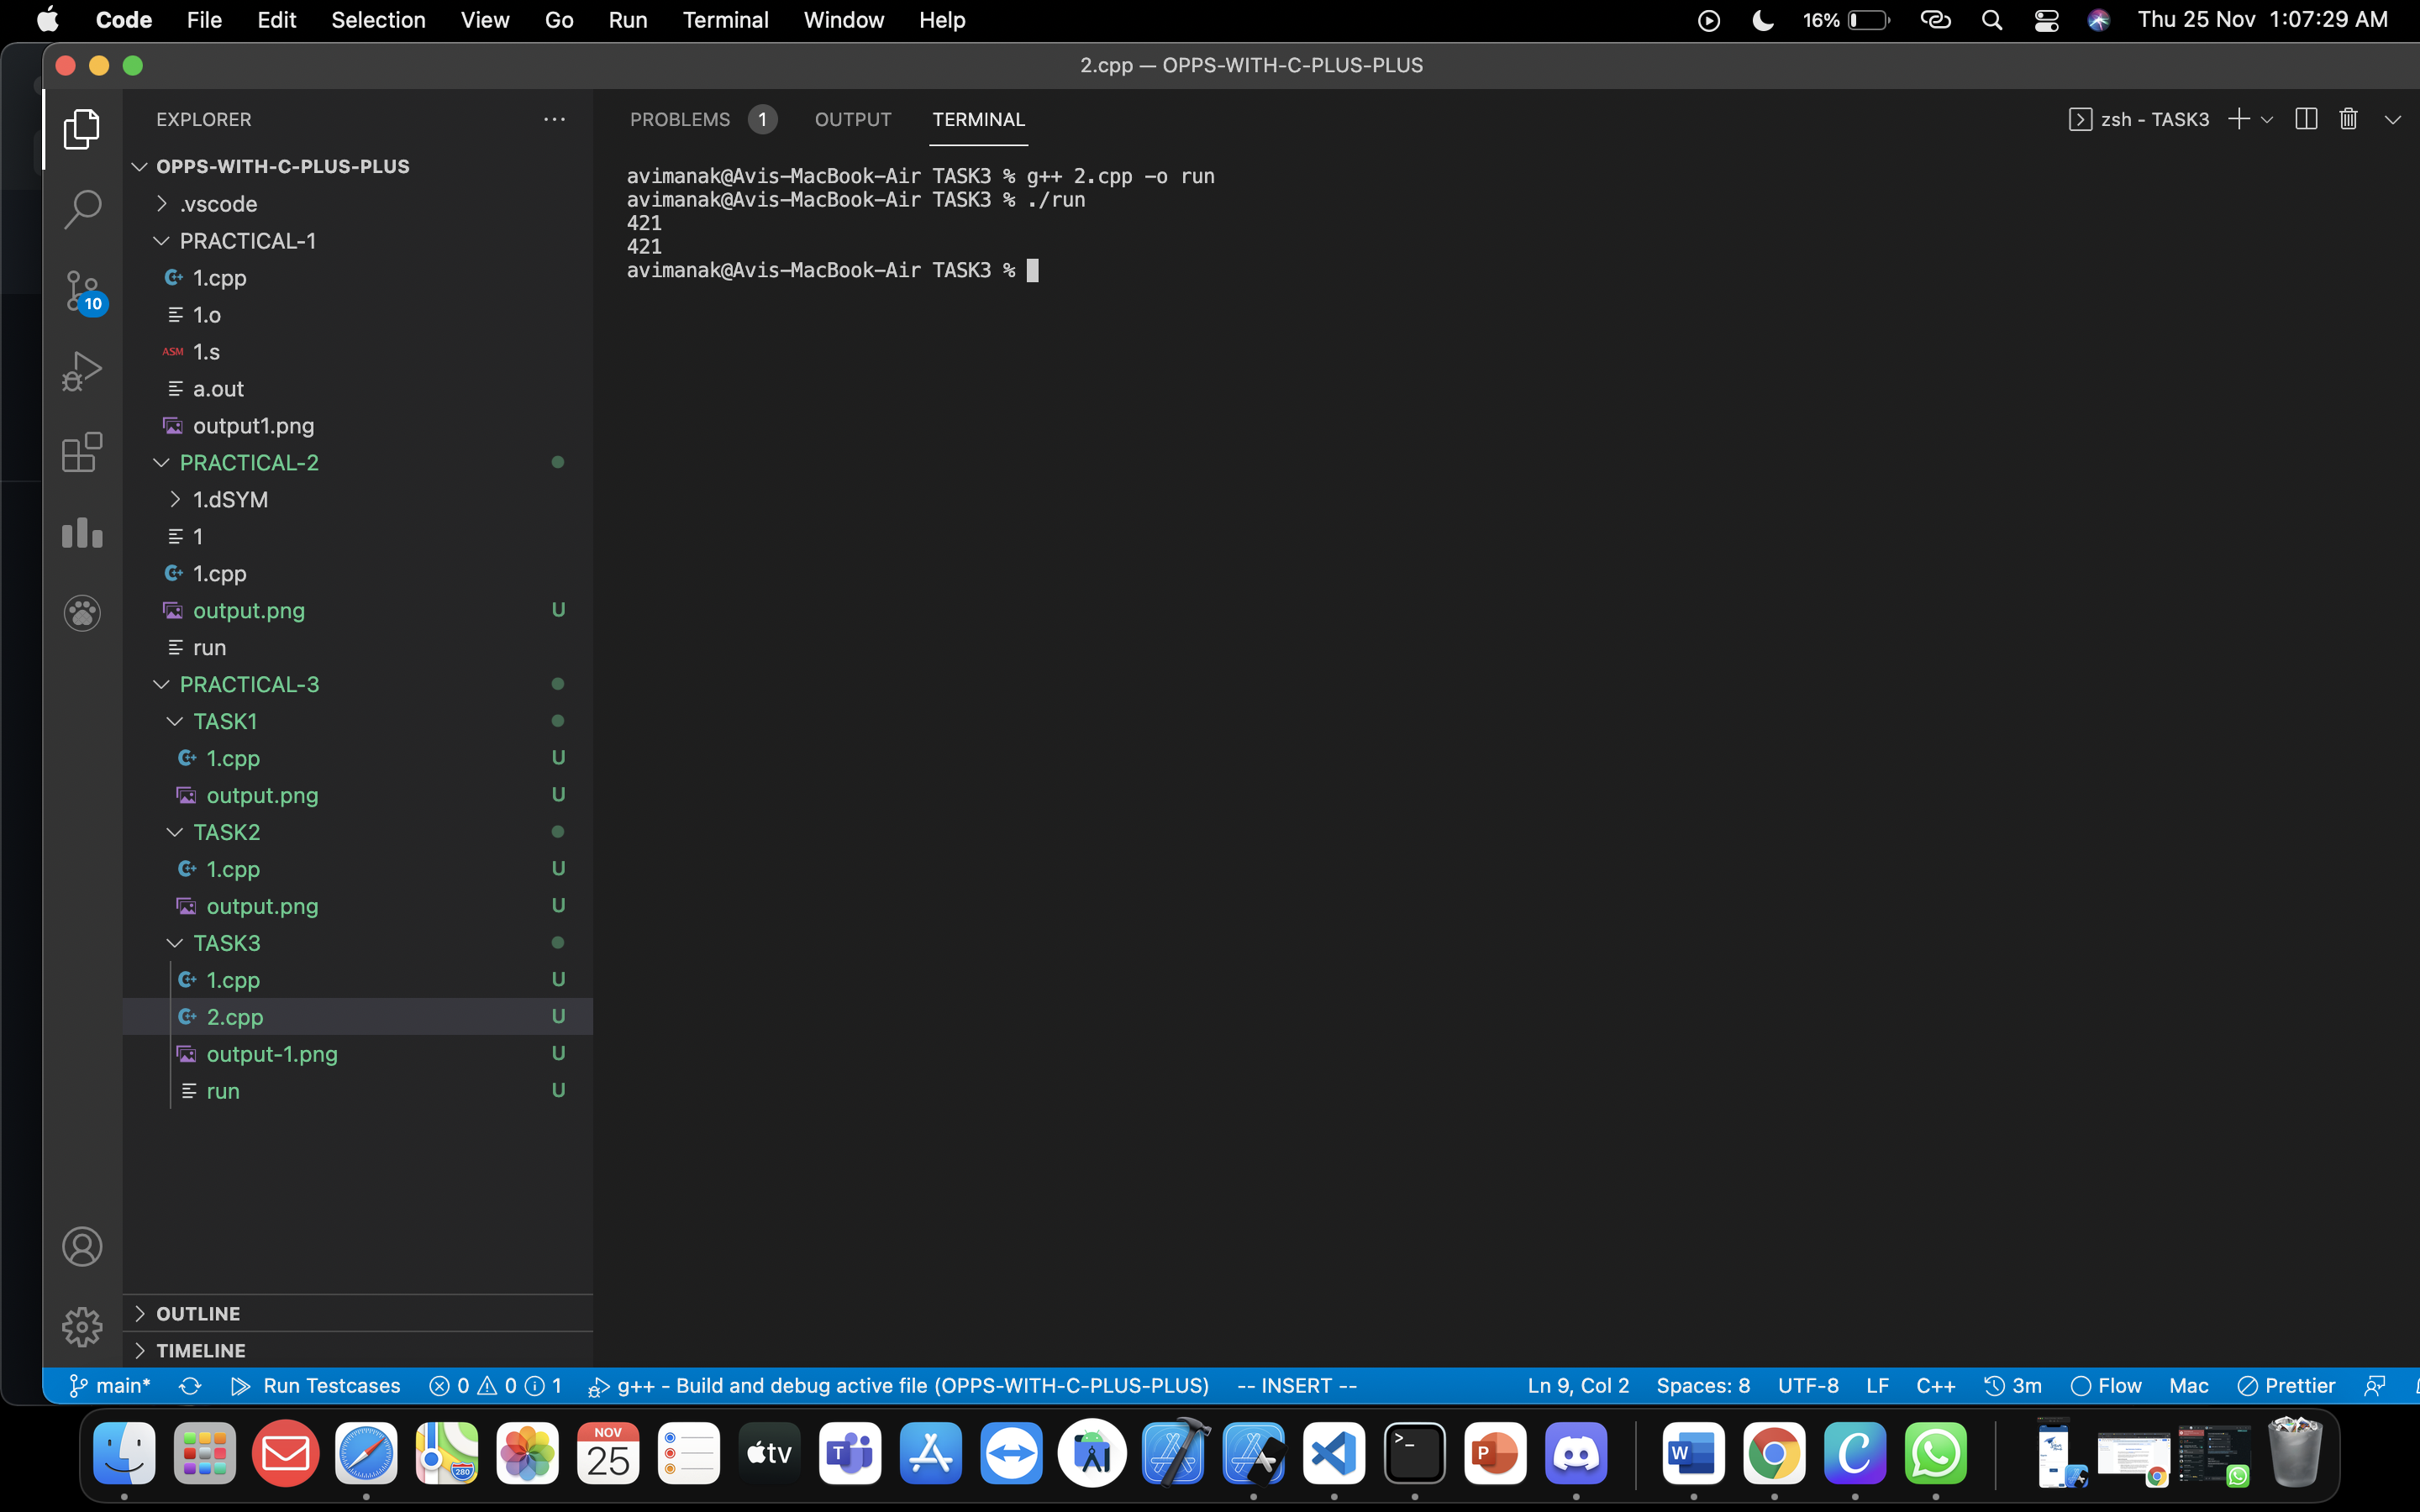 Code File Edit Selection View Go Run Terminal Window Help 16% Thu 25 Nov 1:07:29 AM
2.cpp — OPPS-WITH-C-PLUS-PLUS
EXPLORER
PROBLEMS 1 OUTPUT TERMINAL
zsh - TASK3
OPPS-WITH-C-PLUS-PLUS
.vscode
PRACTICAL-1
1.cpp
1.o
ASM 1.s
a.out
output1.png
PRACTICAL-2
1.dSYM
1
1.cpp
output.png U
run
PRACTICAL-3
TASK1
1.cpp U
output.png U
TASK2
1.cpp U
output.png U
TASK3
1.cpp U
2.cpp U
output-1.png U
run U
10
OUTLINE
TIMELINE
avimanak@Avis-MacBook-Air TASK3 % g++ 2.cpp -o run
avimanak@Avis-MacBook-Air TASK3 % ./run
421
421
avimanak@Avis-MacBook-Air TASK3 %
main* Run Testcases 0 0 1 g++ - Build and debug active file (OPPS-WITH-C-PLUS-PLUS) -- INSERT -- Ln 9, Col 2 Spaces: 8 UTF-8 LF C++ 3m Flow Mac Prettier
280 NOV 25 tv T >_ P W C